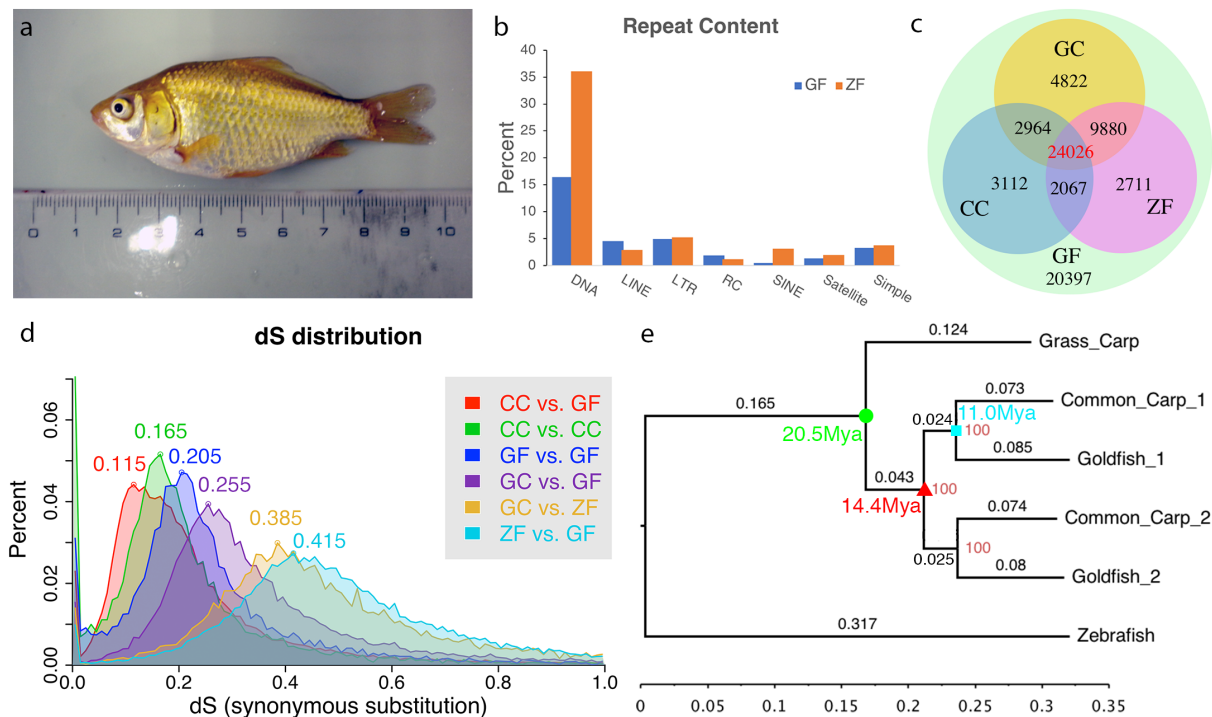 a
0 1 2 3 4 5 6 7 8 9 10
b
Repeat Content
GF ZF
Percent
40
35
30
25
20
15
10
5
0
DNA LINE LTR RC SINE Satellite Simple
c
GC
4822
2964 9880
24026
3112 2067 2711
CC ZF
GF
20397
d
dS distribution
CC vs. GF
CC vs. CC
GF vs. GF
GC vs. GF
GC vs. ZF
ZF vs. GF
0.115
0.165
0.205
0.255
0.385
0.415
Percent
0.06
0.04
0.02
0.00
0.0 0.2 0.4 0.6 0.8 1.0
dS (synonymous substitution)
e
0.124
Grass_Carp
0.165
20.5Mya
0.073
Common_Carp_1
0.024
11.0Mya
100
0.085
Goldfish_1
0.043
100
14.4Mya
0.074
Common_Carp_2
0.025
100
0.08
Goldfish_2
0.317
Zebrafish
0 0.05 0.1 0.15 0.2 0.25 0.3 0.35